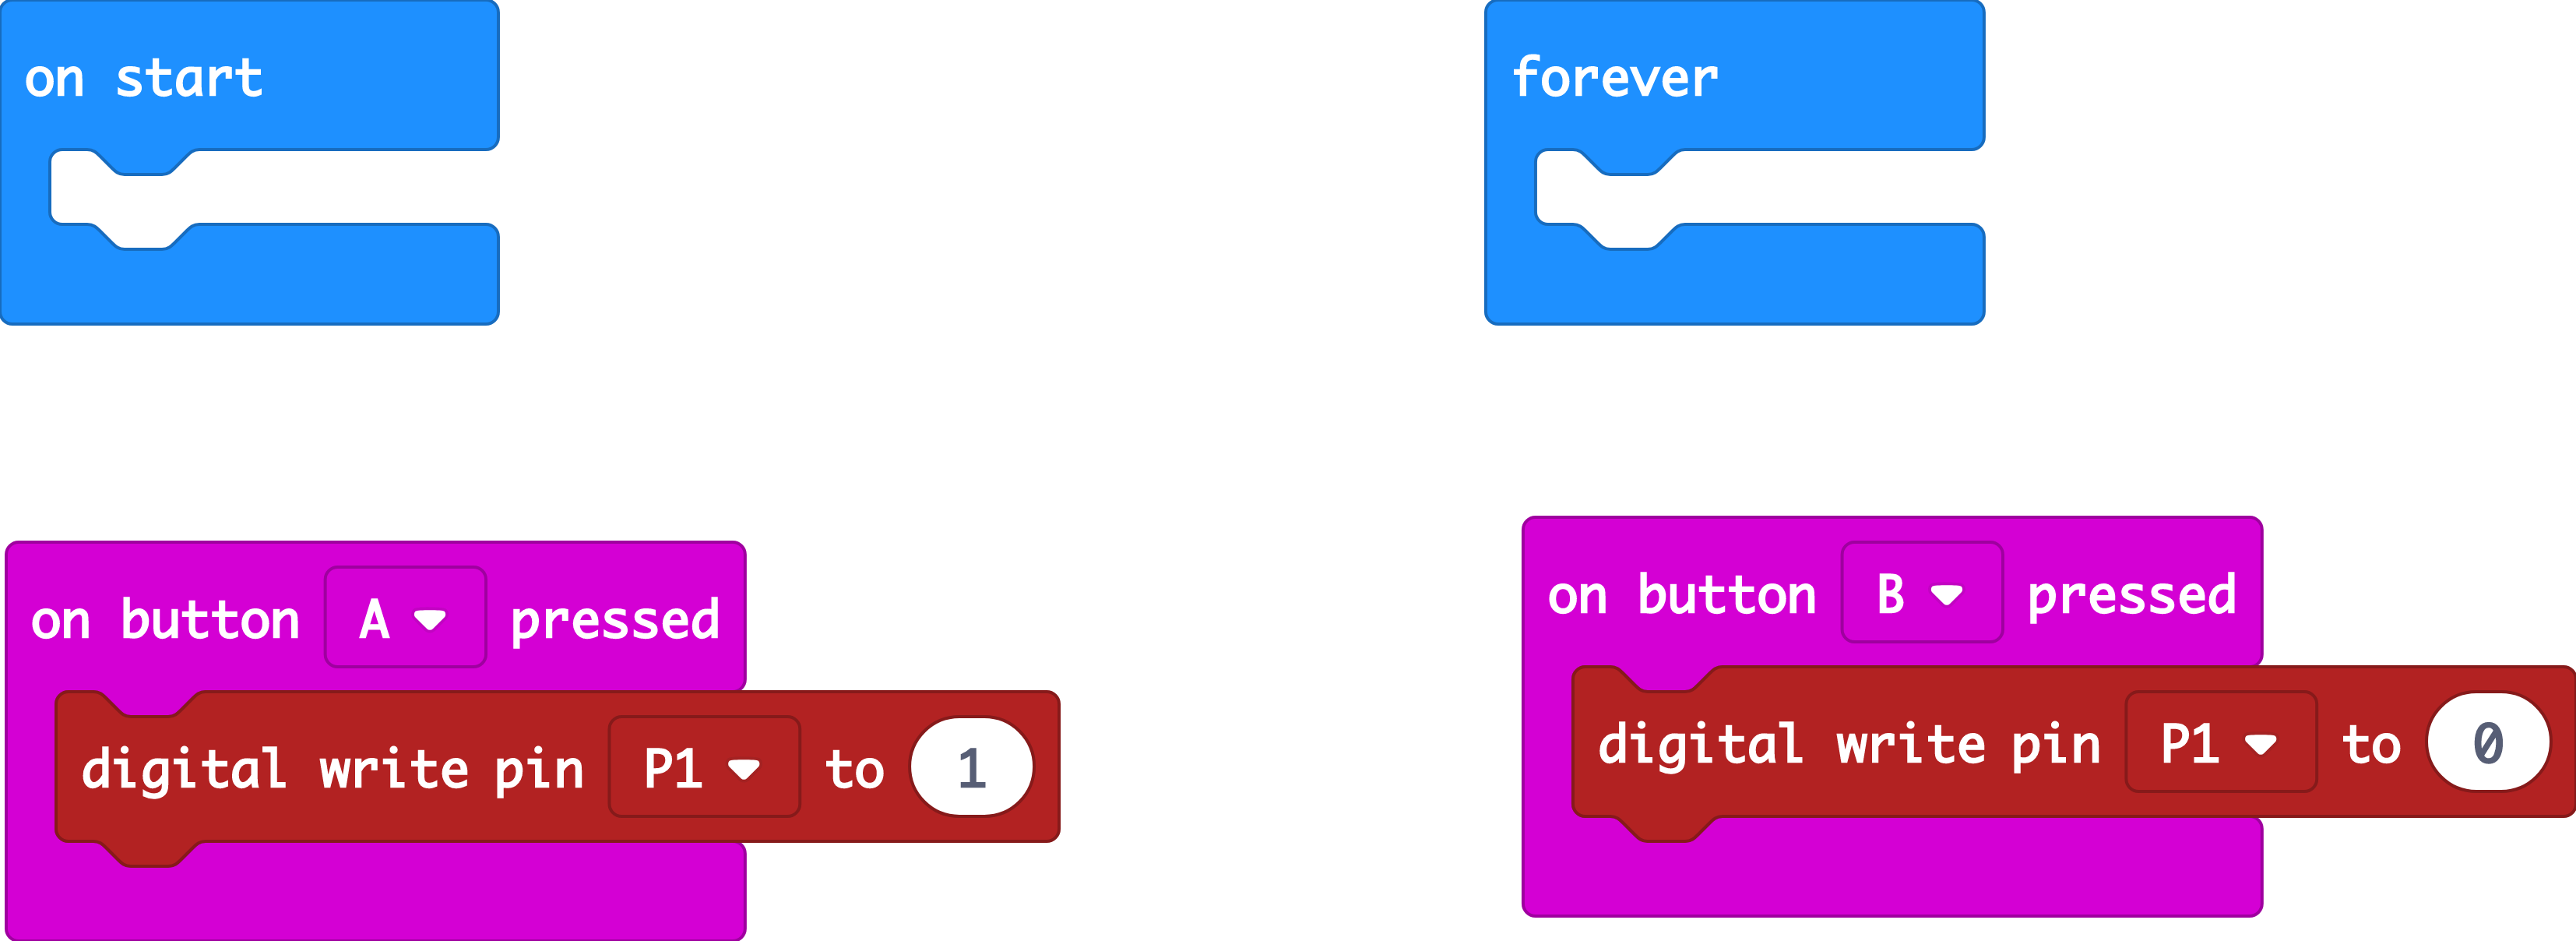 on start
forever
on button A pressed
digital write pin P1 to 1
on button B pressed
digital write pin P1 to 0